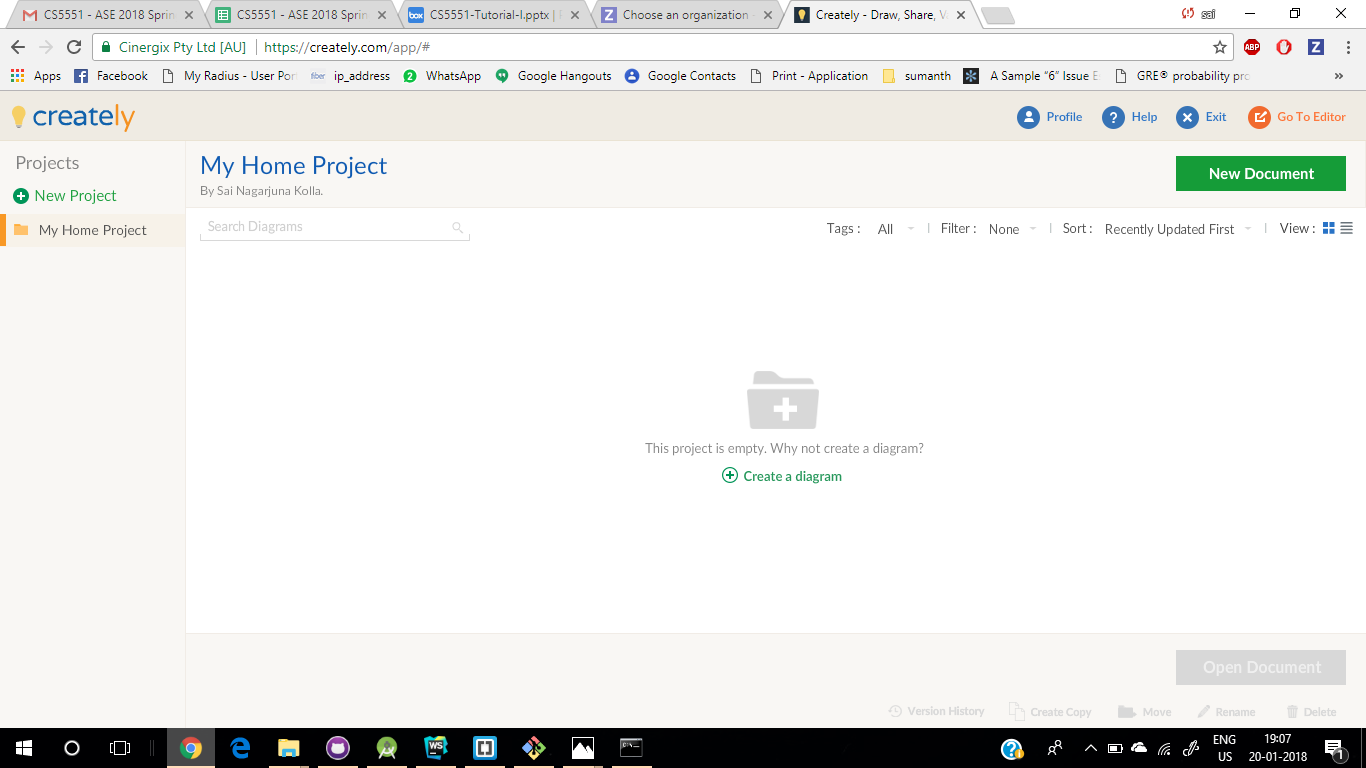 CS5551 - ASE 2018 Sprin
CS5551 - ASE 2018 Sprin
CS5551-Tutorial-I.pptx |
Choose an organization
Creately - Draw, Share, V
sai
Cinergix Pty Ltd [AU] https://creately.com/app/#
ABP
Z
Apps Facebook My Radius - User Por fiber ip_address 2 WhatsApp Google Hangouts Google Contacts Print - Application sumanth A Sample “6” Issue E GRE® probability pro »
creately
Profile ? Help Exit Go To Editor
Projects
New Project
My Home Project
My Home Project
By Sai Nagarjuna Kolla.
New Document
Search Diagrams
Tags : All | Filter : None | Sort : Recently Updated First | View :
This project is empty. Why not create a diagram?
Create a diagram
Open Document
Version History Create Copy Move Rename Delete
WS
ENG
US
19:07
20-01-2018
1